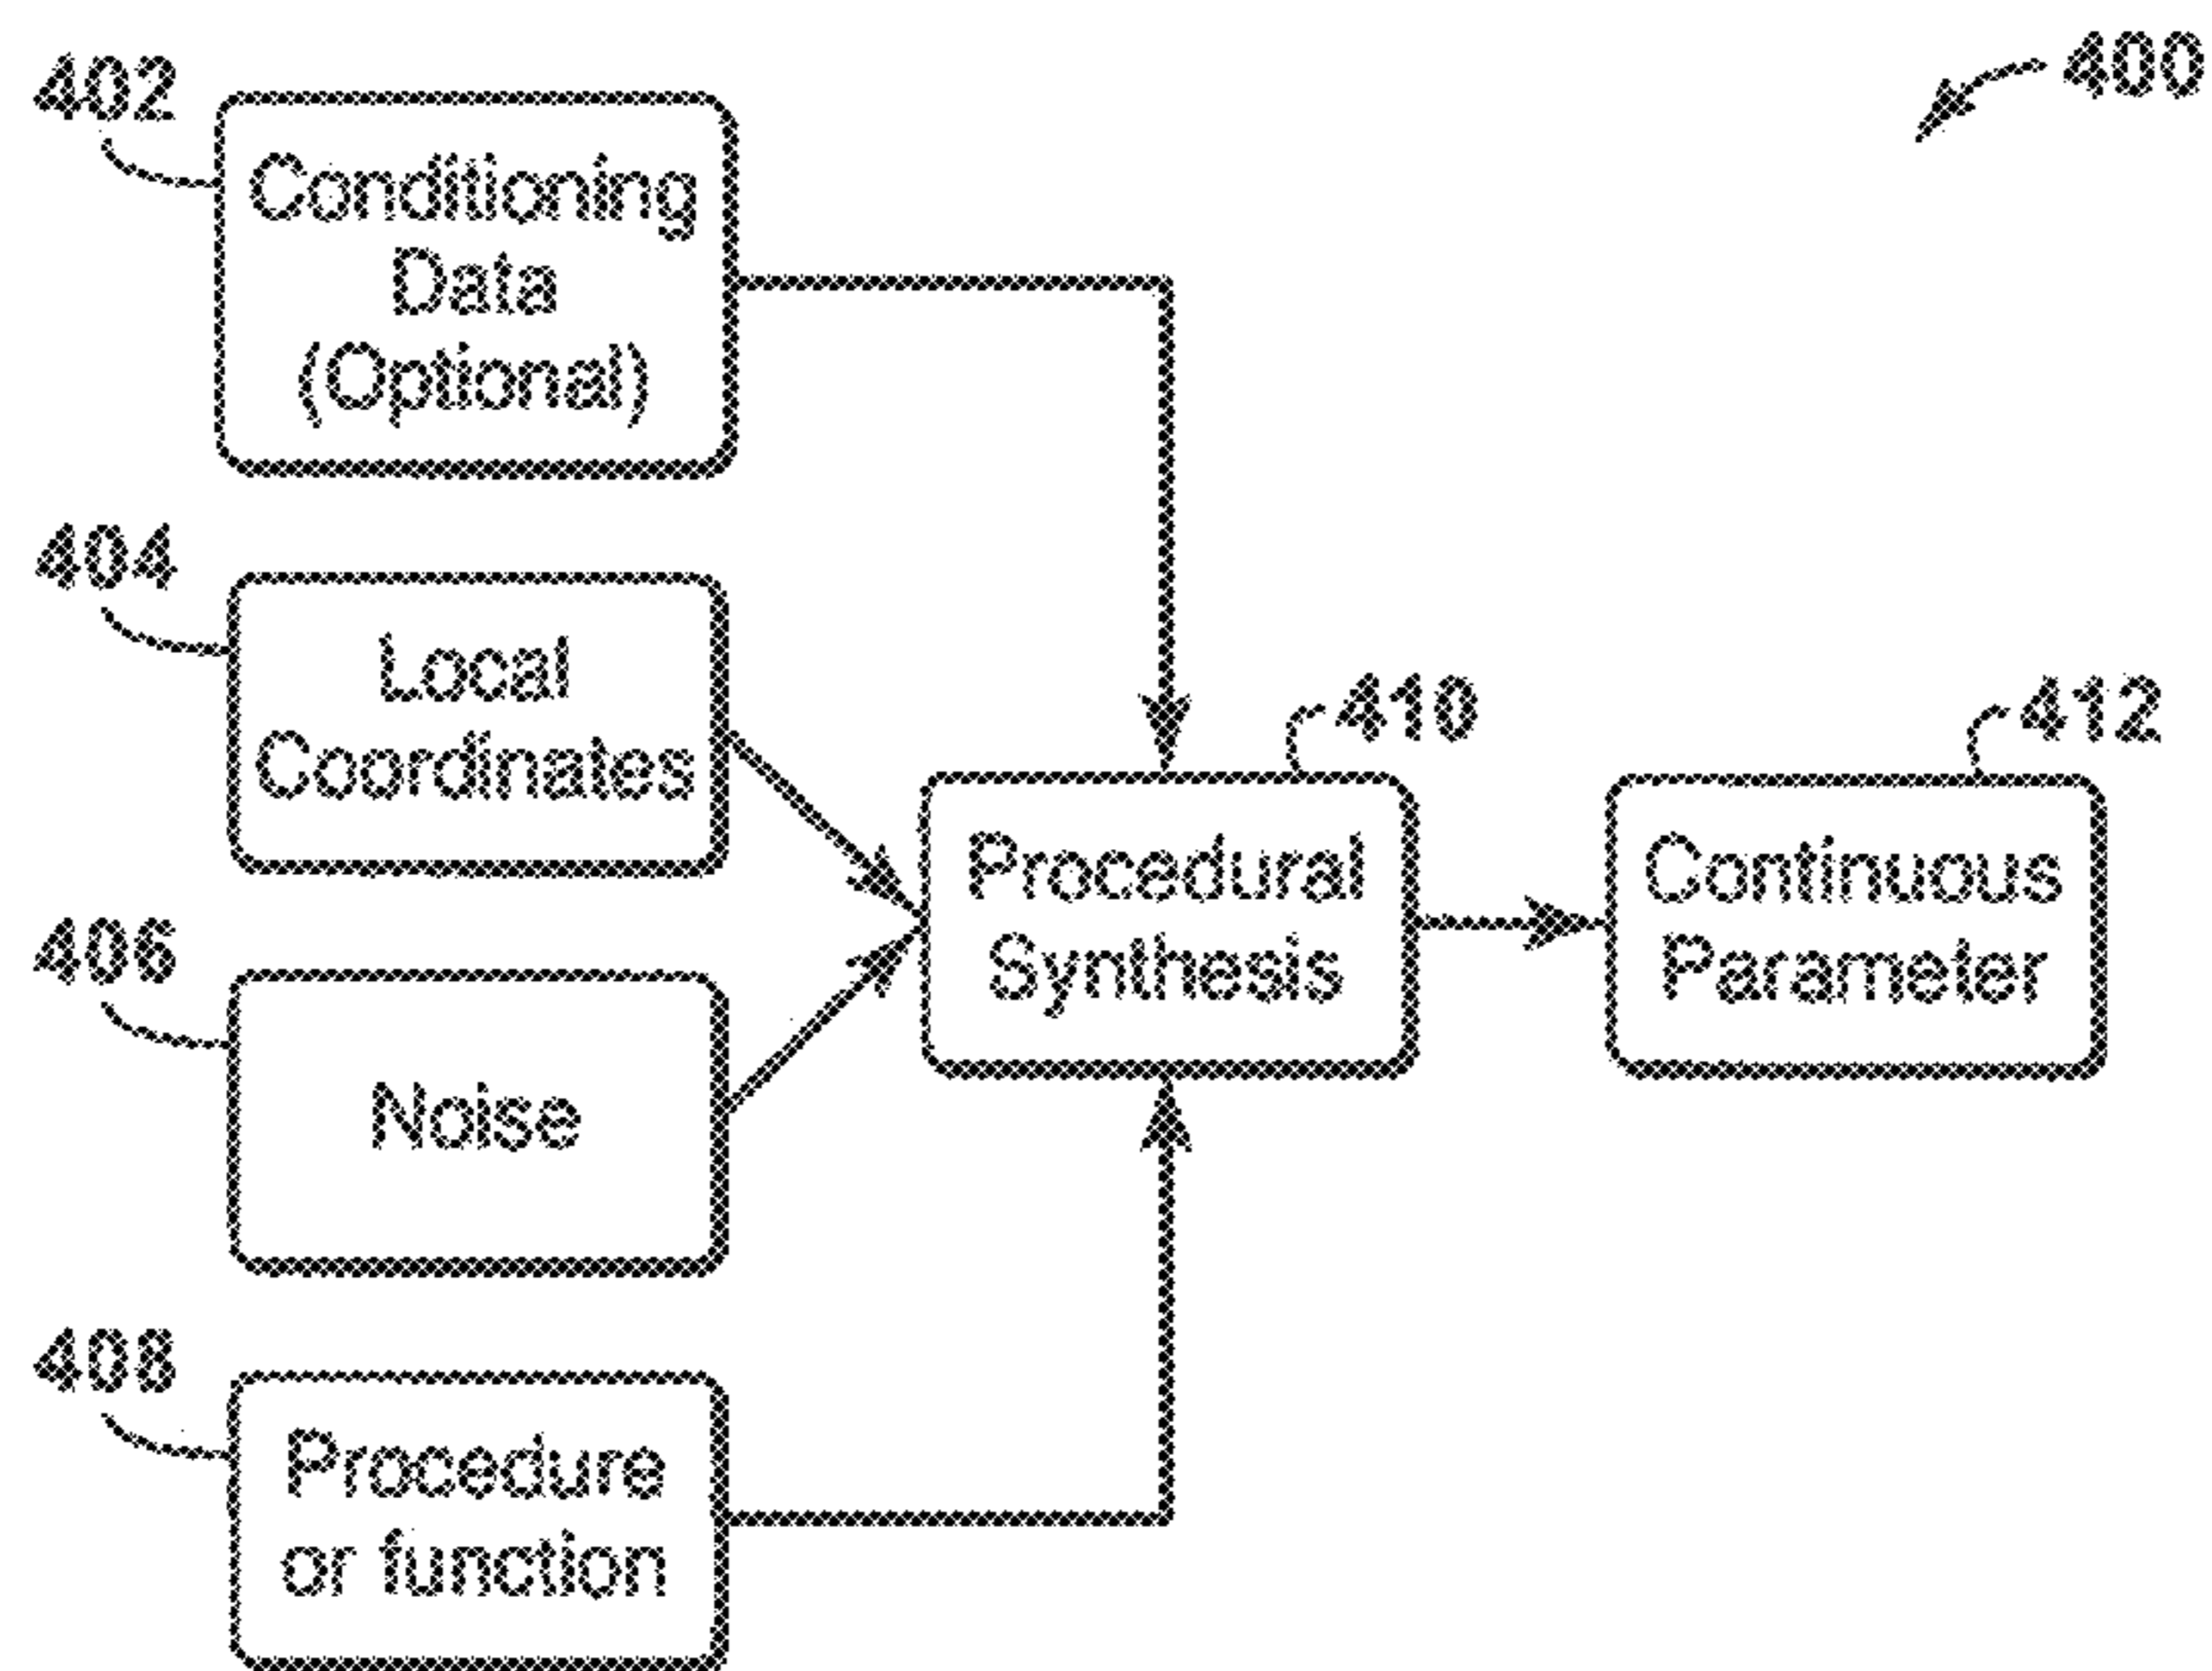 400
402
Conditioning
Data
(Optional)
404
Local
Coordinates
406
Noise
408
Procedure
or function
410
Procedural
Synthesis
412
Continuous
Parameter